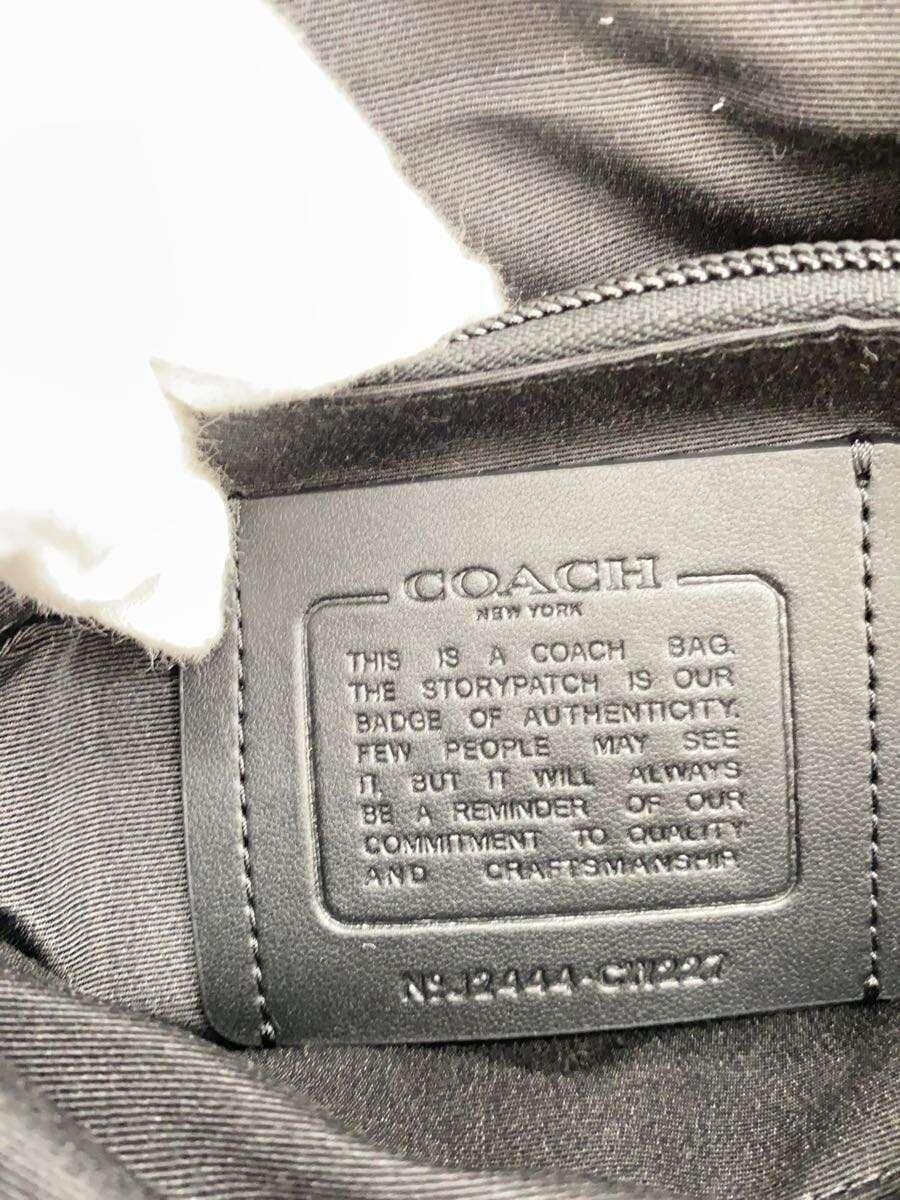 COACH
NEW YORK
THIS IS A COACH BAG.
THE STORYPATCH IS OUR
BADGE OF AUTHENTICITY.
FEW PEOPLE MAY SEE
IT, BUT IT WILL ALWAYS
BE A REMINDER OF OUR
COMMITMENT TO QUALITY
AND CRAFTSMANSHIP
Nº.J2444-CW227